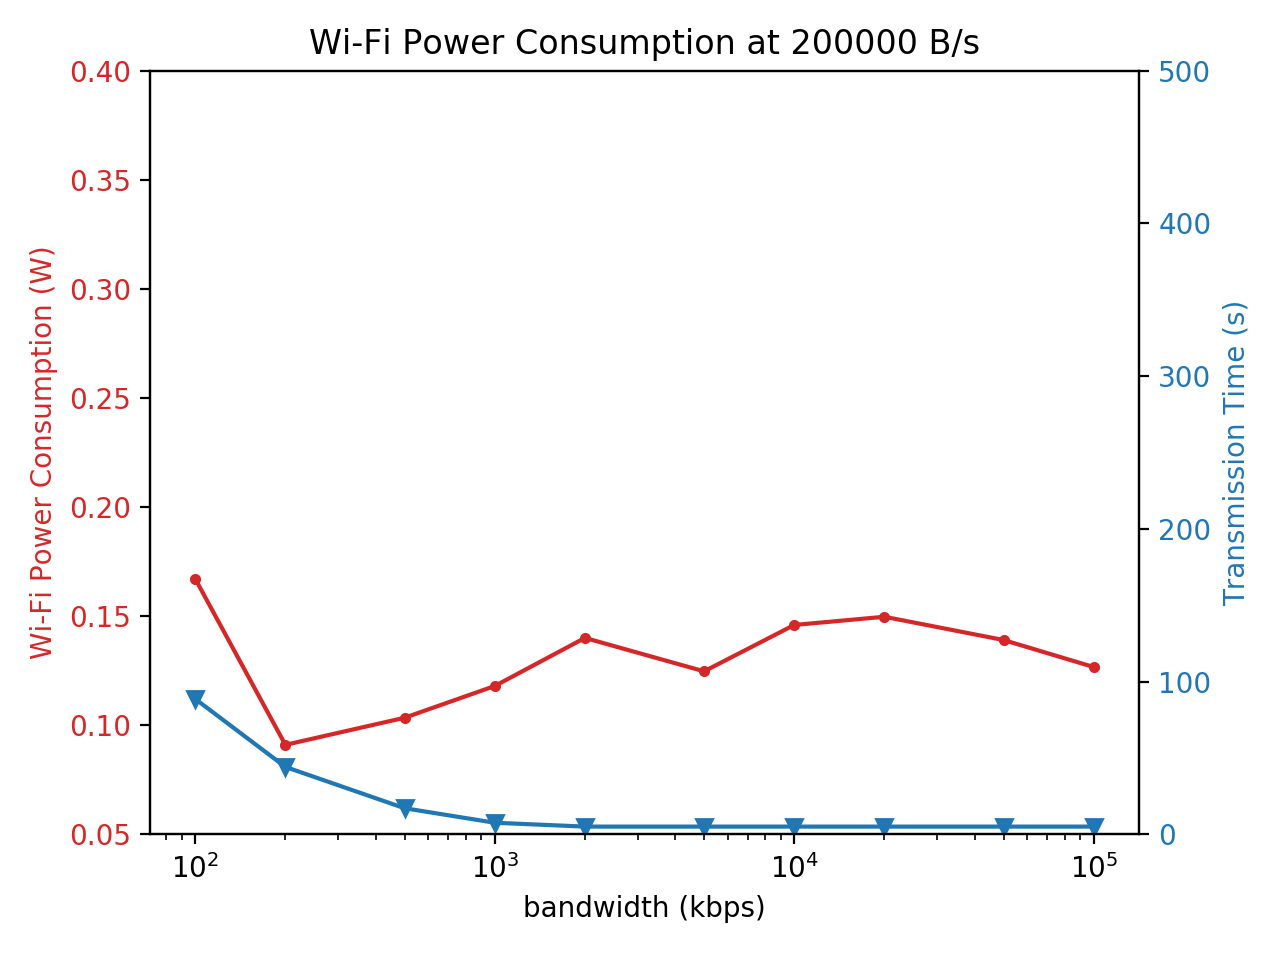 Wi-Fi Power Consumption at 200000 B/s
0.40
0.35
0.30
0.25
0.20
0.15
0.10
0.05
Wi-Fi Power Consumption (W)
500
400
300
200
100
0
Transmission Time (s)
10² 10³ 10⁴ 10⁵
bandwidth (kbps)